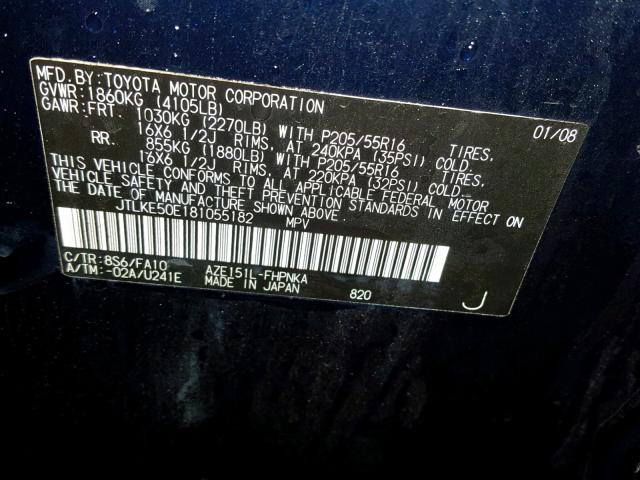 MFD.BY:TOYOTA MOTOR CORPORATION 01/08
GVWR:1860KG (4105LB)
GAWR:FRT. 1030KG (2270LB) WITH P205/55R16 TIRES,
16X6 1/2J RIMS, AT 240KPA (35PSI) COLD.
RR. 855KG (1880LB) WITH P205/55R16 TIRES,
16X6 1/2J RIMS, AT 220KPA (32PSI) COLD.
THIS VEHICLE CONFORMS TO ALL APPLICABLE FEDERAL MOTOR
VEHICLE SAFETY AND THEFT PREVENTION STANDARDS IN EFFECT ON
THE DATE OF MANUFACTURE SHOWN ABOVE.
JTLKE50E181055182 MPV
C/TR:8S6/FA10 AZE151L-FHPNKA
A/TM:-02A/U241E MADE IN JAPAN 820 J